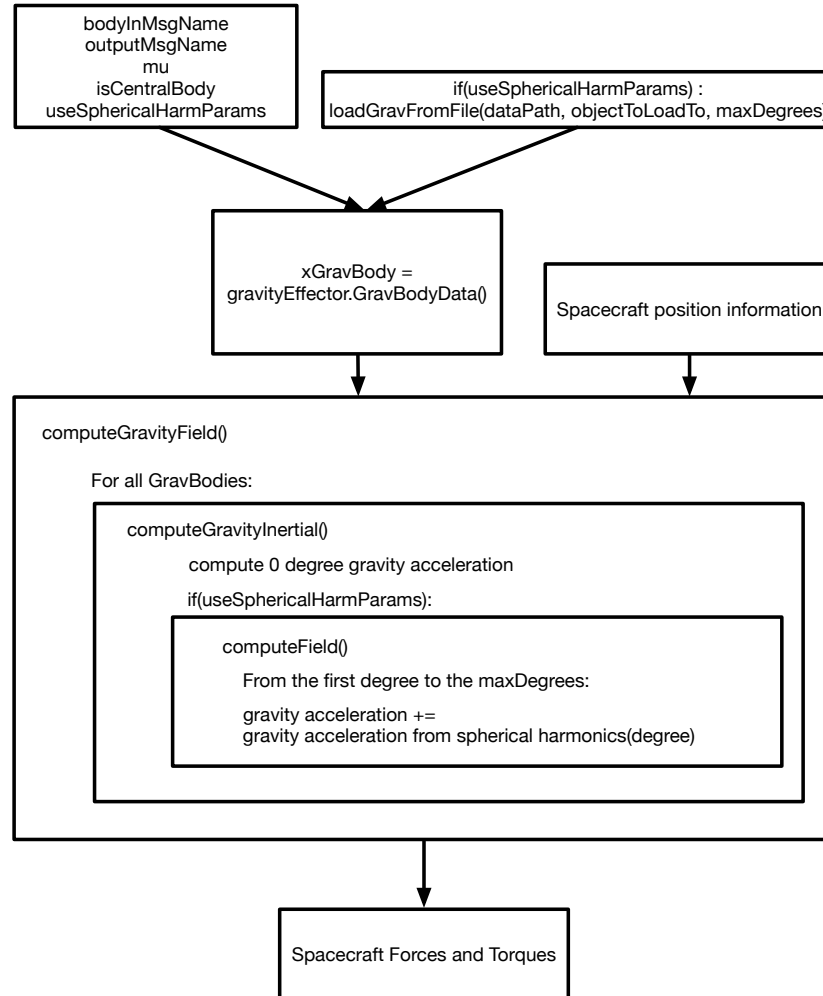 bodyInMsgName
outputMsgName
mu
isCentralBody
useSphericalHarmParams
if(useSphericalHarmParams) :
loadGravFromFile(dataPath, objectToLoadTo, maxDegrees)
xGravBody =
gravityEffector.GravBodyData()
Spacecraft position information
computeGravityField()
For all GravBodies:
computeGravityInertial()
compute 0 degree gravity acceleration
if(useSphericalHarmParams):
computeField()
From the first degree to the maxDegrees:
gravity acceleration +=
gravity acceleration from spherical harmonics(degree)
Spacecraft Forces and Torques